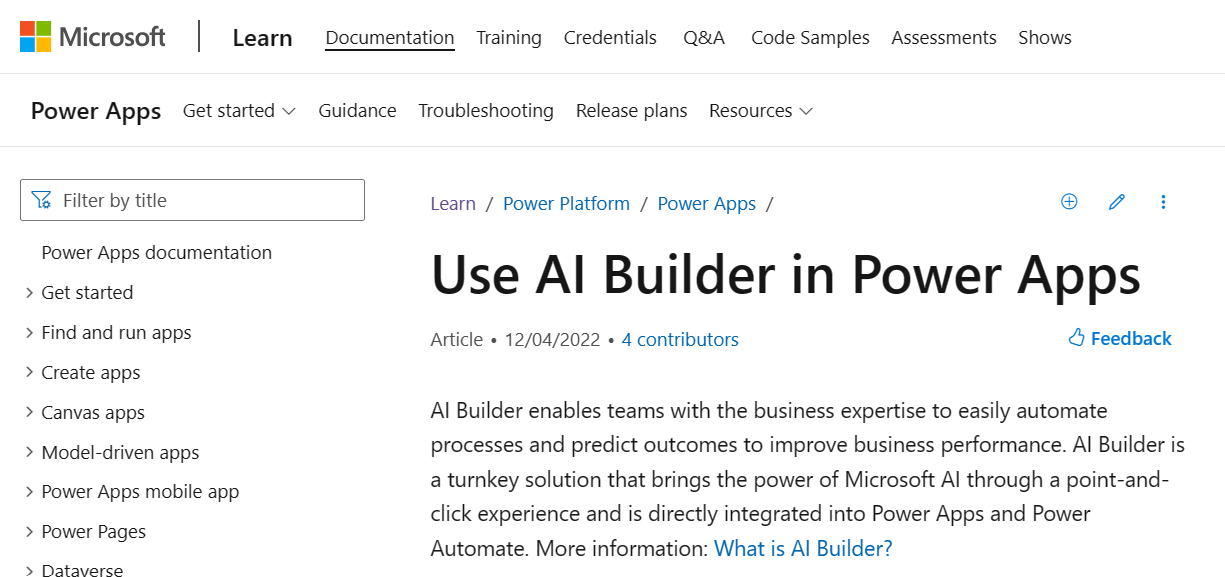 Microsoft Learn Documentation Training Credentials Q&A Code Samples Assessments Shows
Power Apps Get started Guidance Troubleshooting Release plans Resources
Filter by title
Power Apps documentation
Get started
Find and run apps
Create apps
Canvas apps
Model-driven apps
Power Apps mobile app
Power Pages
Dataverse
Learn / Power Platform / Power Apps /
Use AI Builder in Power Apps
Article • 12/04/2022 • 4 contributors
Feedback
AI Builder enables teams with the business expertise to easily automate
processes and predict outcomes to improve business performance. AI Builder is
a turnkey solution that brings the power of Microsoft AI through a point-and-
click experience and is directly integrated into Power Apps and Power
Automate. More information: What is AI Builder?